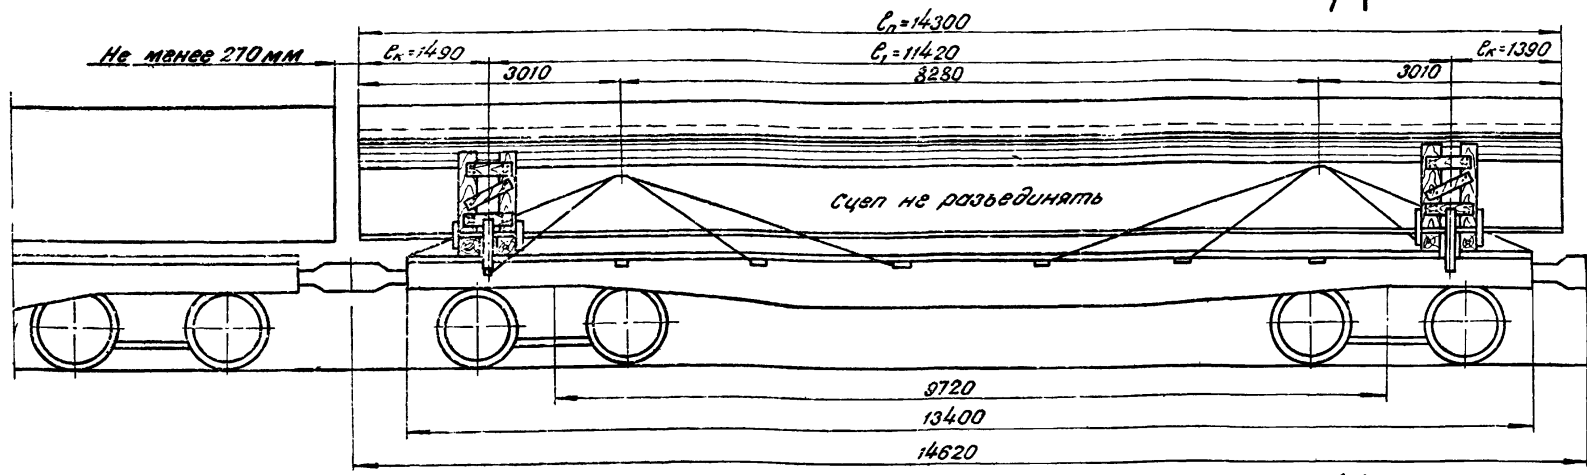 ℓп=14300
Не менее 270мм
ℓк=1490
ℓ1=11420
ℓк=1390
3010
8280
3010
Сцеп не разъединять
9720
13400
14620